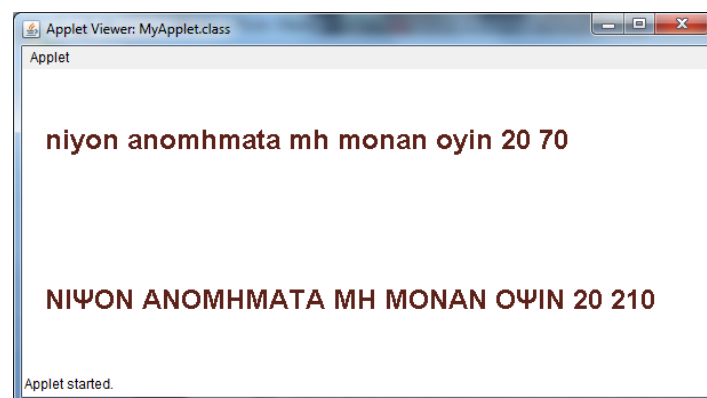 Applet Viewer: MyApplet.class
Applet
niyon anomhmata mh monan oyin 20 70
ΝΙΨΟΝ ΑΝΟΜΗΜΑΤΑ ΜΗ ΜΟΝΑΝ ΟΨΙΝ 20 210
Applet started.